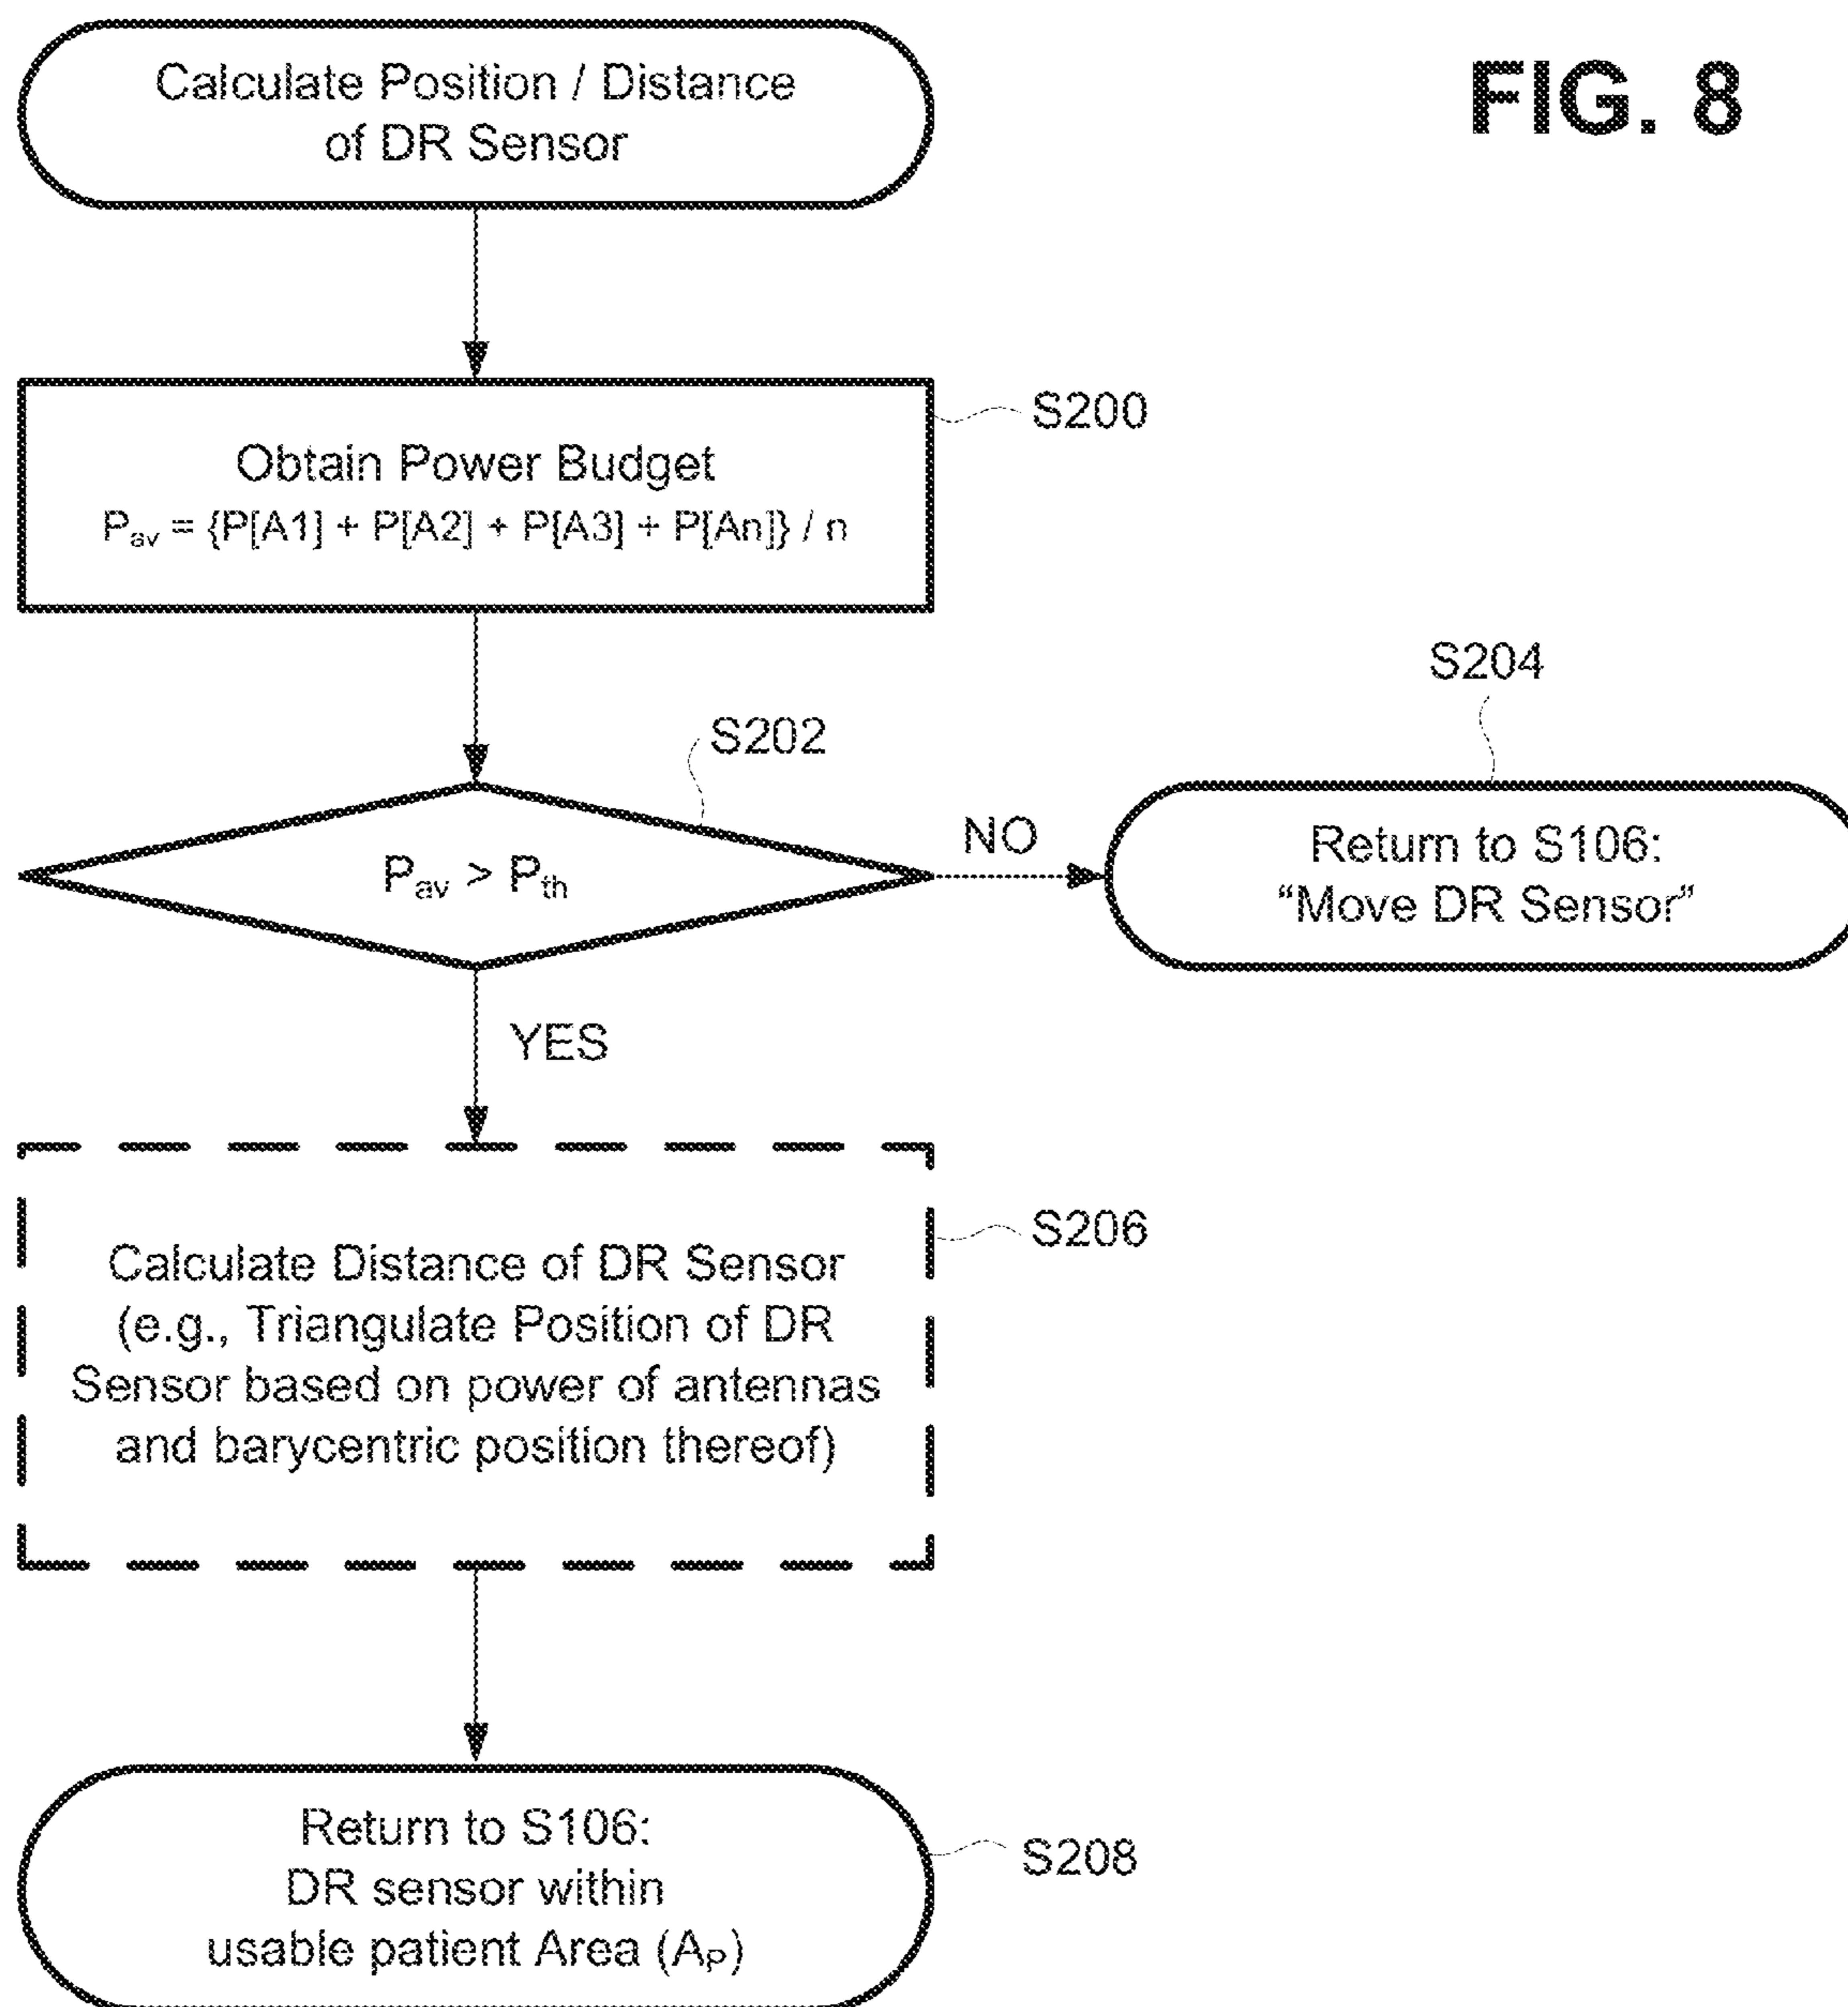 FIG. 8
Calculate Position / Distance
of DR Sensor
S200
Obtain Power Budget
Pav = {P[A1] + P[A2] + P[A3] + P[An]} / n
S204
S202
Pav > Pth
NO
Return to S106:
“Move DR Sensor”
YES
S206
Calculate Distance of DR Sensor
(e.g., Triangulate Position of DR
Sensor based on power of antennas
and barycentric position thereof)
Return to S106:
DR sensor within
usable patient Area (AP)
S208